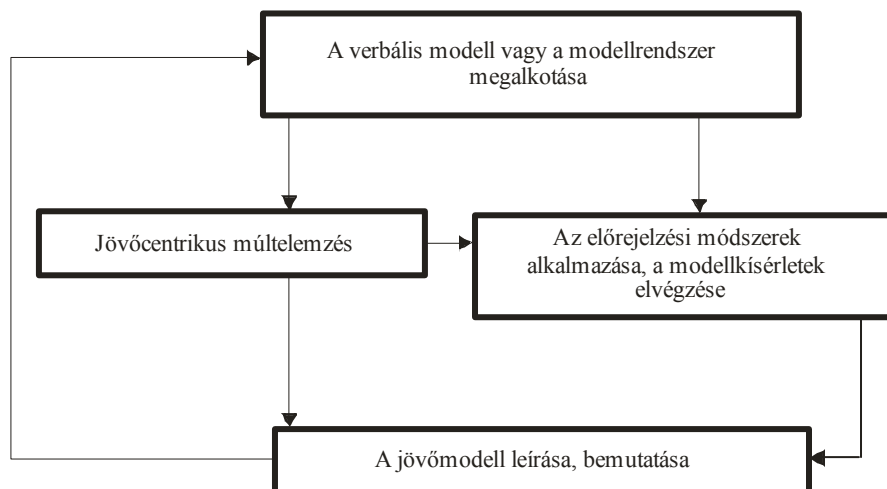 A verbális modell vagy a modellrendszer
megalkotása
Jövőcentrikus múltelemzés
Az előrejelzési módszerek
alkalmazása, a modellkísérletek
elvégzése
A jövőmodell leírása, bemutatása